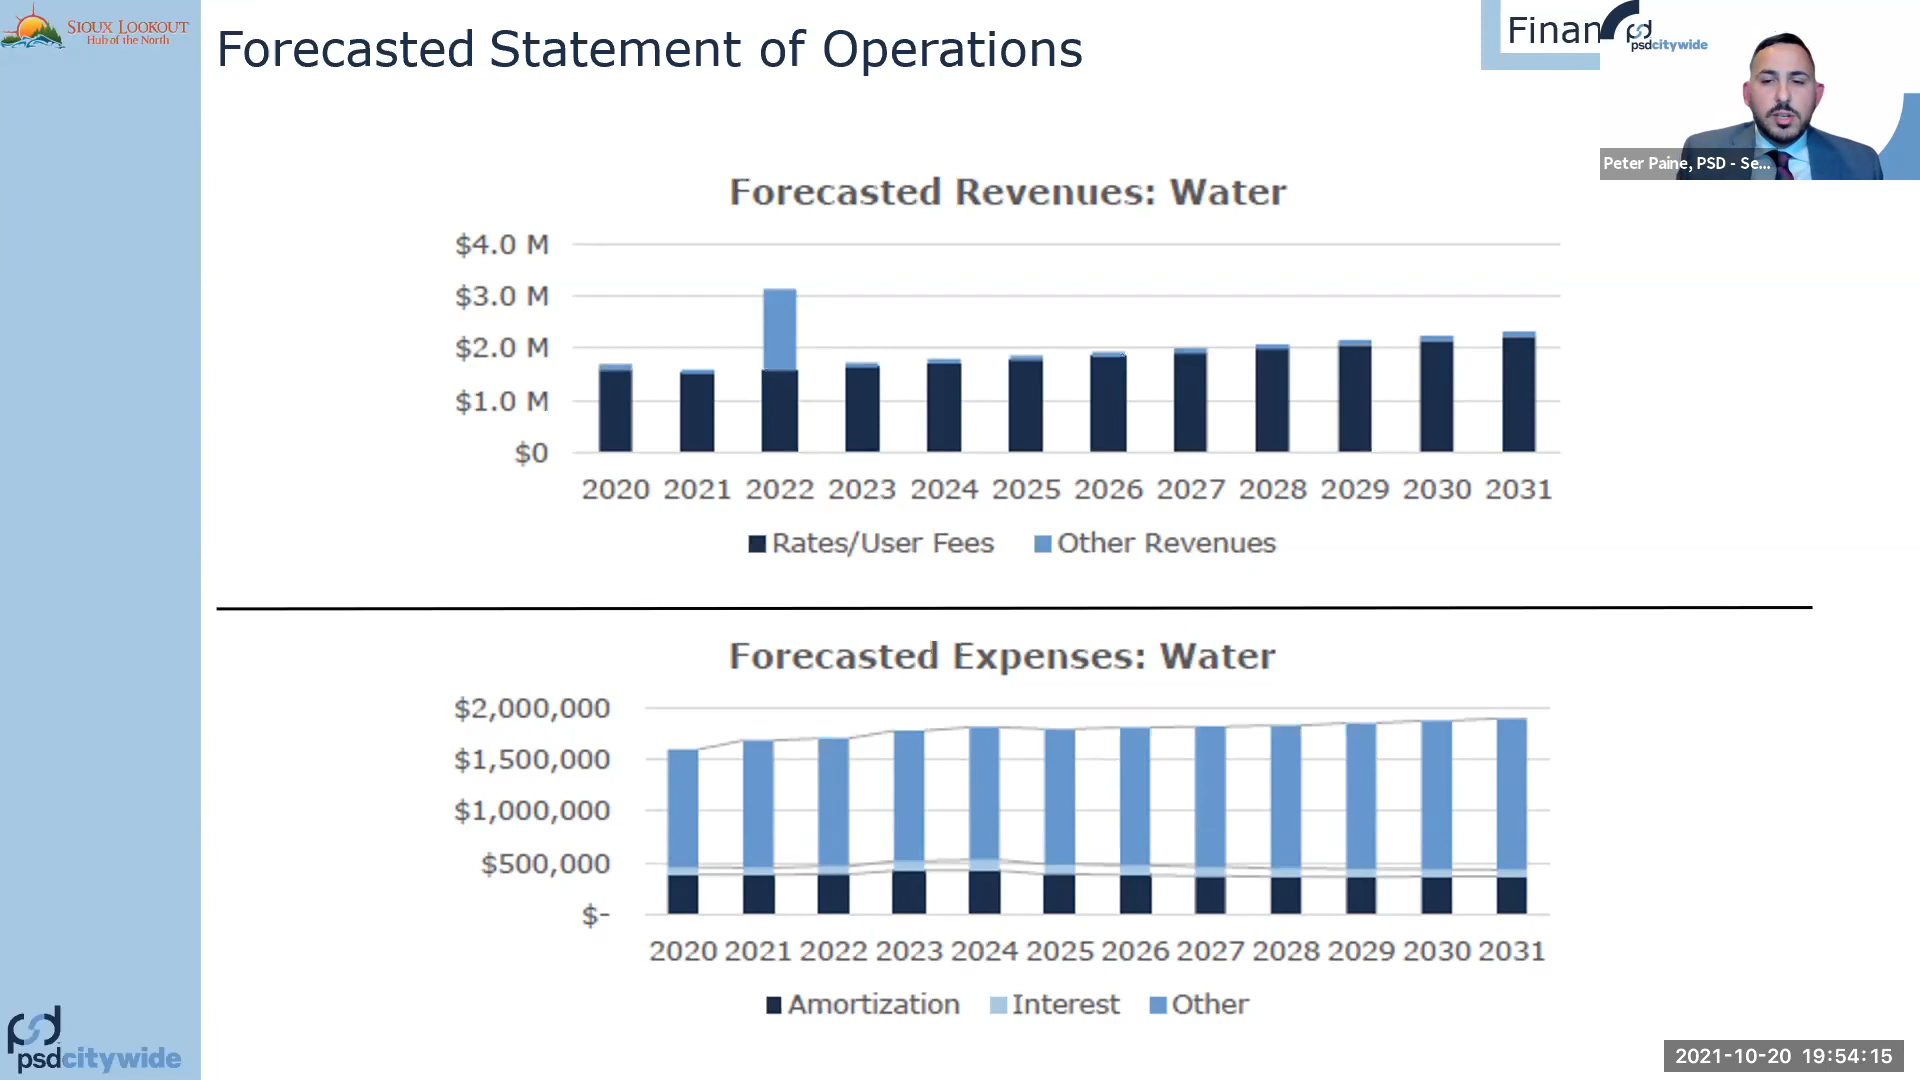 SIOUX LOOKOUT
Hub of the North
Forecasted Statement of Operations
Finan
psdcitywide
Peter Paine, PSD - Se...
Forecasted Revenues: Water
$4.0 M
$3.0 M
$2.0 M
$1.0 M
$0
2020 2021 2022 2023 2024 2025 2026 2027 2028 2029 2030 2031
Rates/User Fees Other Revenues
Forecasted Expenses: Water
$2,000,000
$1,500,000
$1,000,000
$500,000
$-
2020 2021 2022 2023 2024 2025 2026 2027 2028 2029 2030 2031
Amortization Interest Other
psdcitywide
2021-10-20 19:54:15